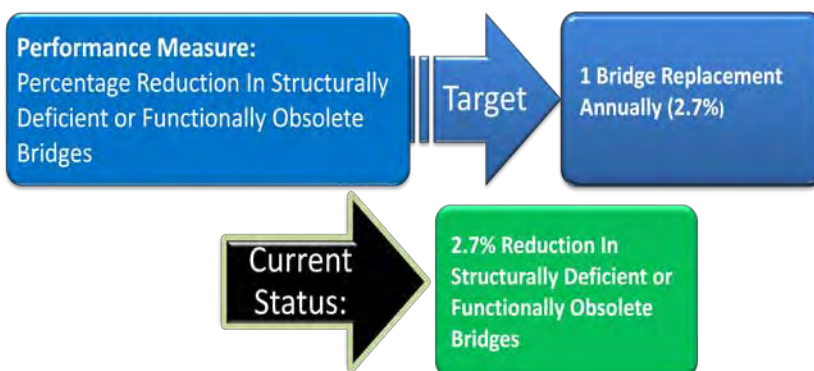 Performance Measure:
Percentage Reduction In Structurally
Deficient or Functionally Obsolete
Bridges
Target
1 Bridge Replacement
Annually (2.7%)
Current
Status:
2.7% Reduction In
Structurally Deficient or
Functionally Obsolete
Bridges